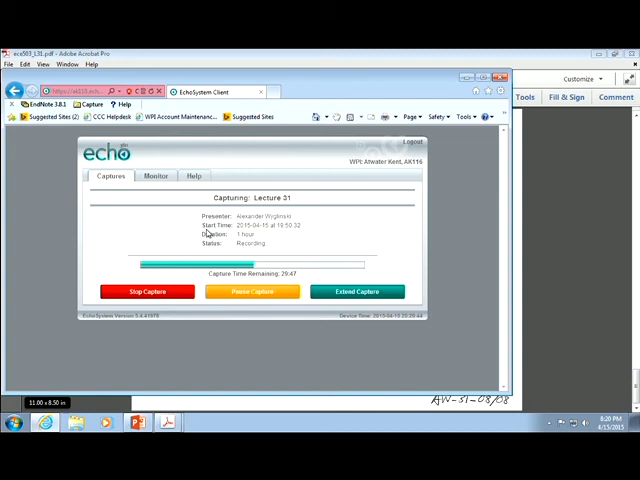 ece503_L31.pdf - Adobe Acrobat Pro
File Edit View Window Help
Customize
Tools Fill & Sign Comment
EchoSystem Client
EndNote 3.8.1 Capture Help
Suggested Sites (2) CCC Helpdesk WPI Account Maintenanc... Suggested Sites
Page Safety Tools
Logout
echo
WPI: Atwater Kent, AK116
Captures Monitor Help
Capturing: Lecture 31
Presenter: Alexander Wyglinski
Start Time: 2015-04-15 at 19:50:32
Duration: 1 hour
Status: Recording.
Capture Time Remaining: 29:47
Stop Capture Pause Capture Extend Capture
EchoSystem Version 5.4.41978
Device Time: 2015-04-15 20:20:44
11.00 x 8.50 in
AW-31-08/08
8:20 PM
4/15/2015